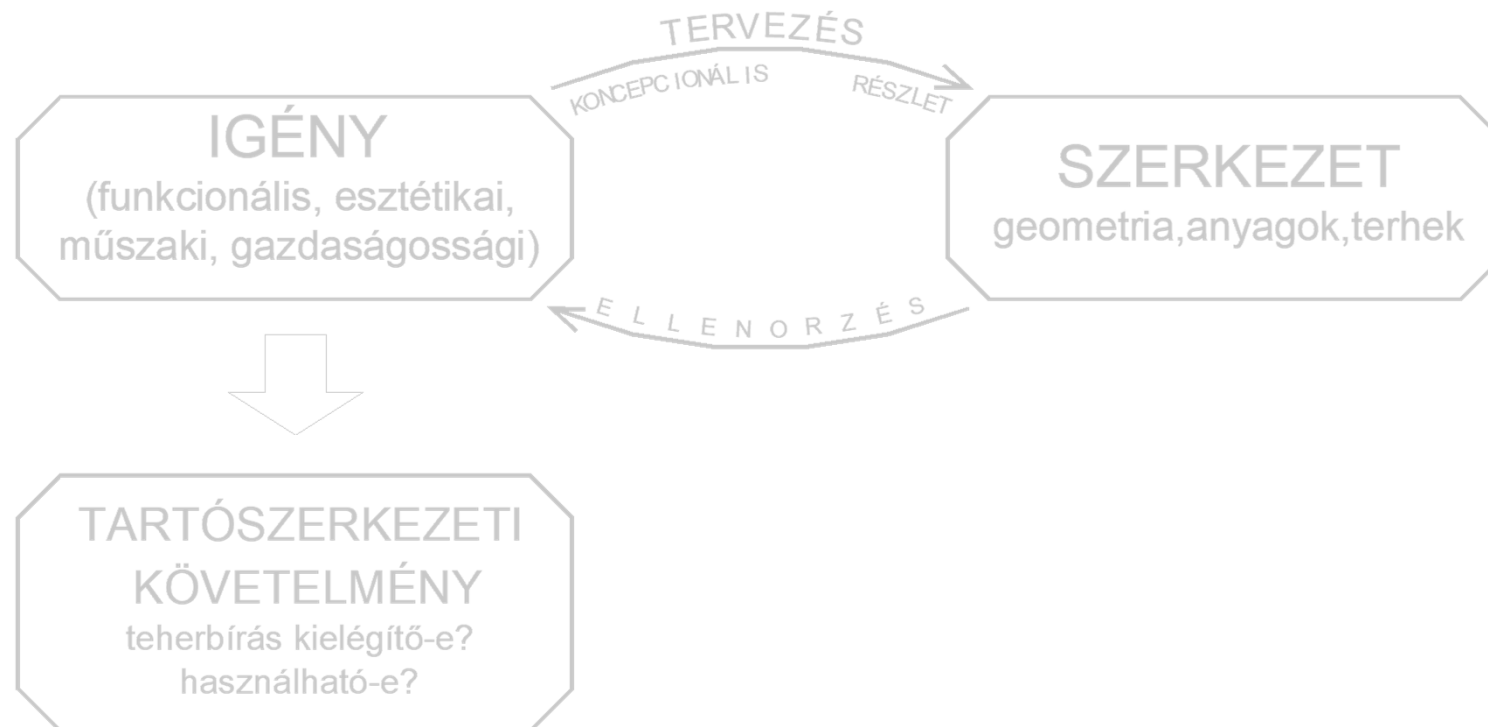 TERVEZÉS
KONCEPCIONÁLIS RÉSZLET
IGÉNY
(funkcionális, esztétikai,
műszaki, gazdaságossági)
SZERKEZET
geometria,anyagok,terhek
ELLENORZÉS
TARTÓSZERKEZETI
KÖVETELMÉNY
teherbírás kielégítő-e?
használható-e?